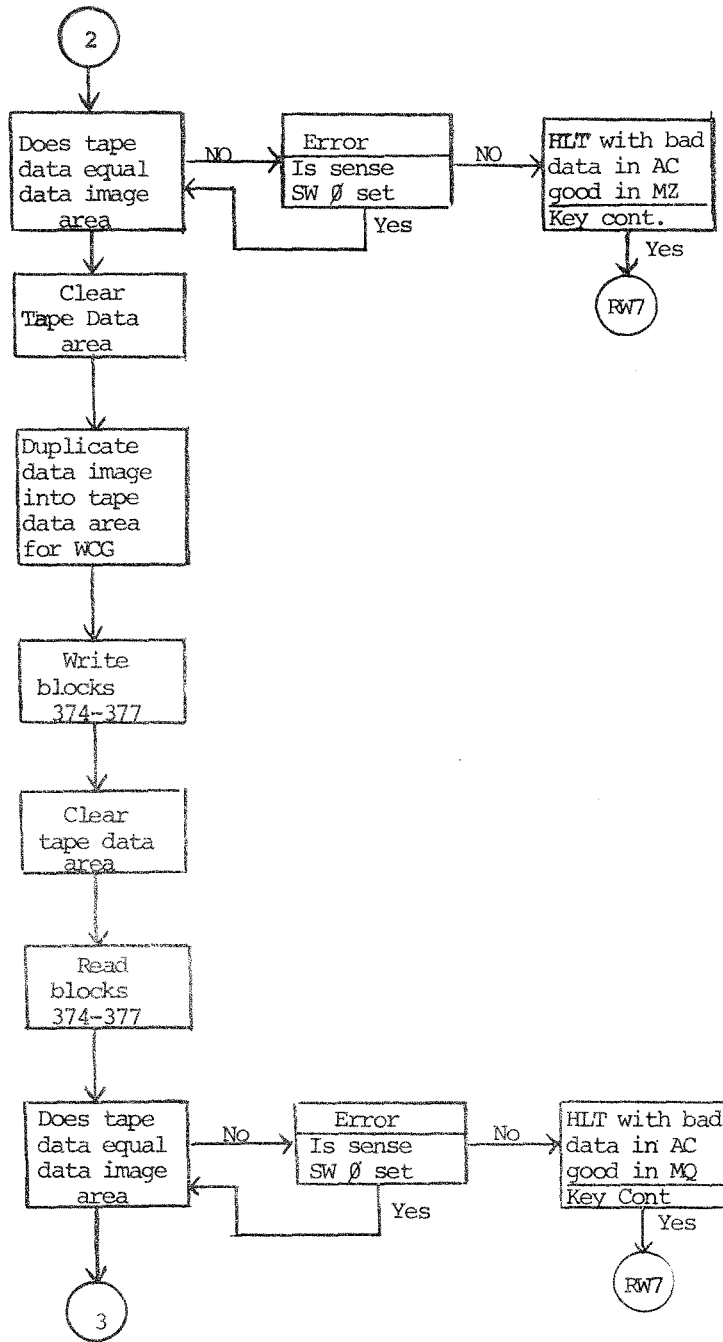 2
Does tape
data equal
data image
area
NO
Error
Is sense
SW Ø set
Yes
NO
HLT with bad
data in AC
good in MZ
Key cont.
Yes
RW7
Clear
Tape Data
area
Duplicate
data image
into tape
data area
for WCG
Write
blocks
374-377
Clear
tape data
area
Read
blocks
374-377
Does tape
data equal
data image
area
No
Error
Is sense
SW Ø set
Yes
No
HLT with bad
data in AC
good in MQ
Key Cont
Yes
RW7
3